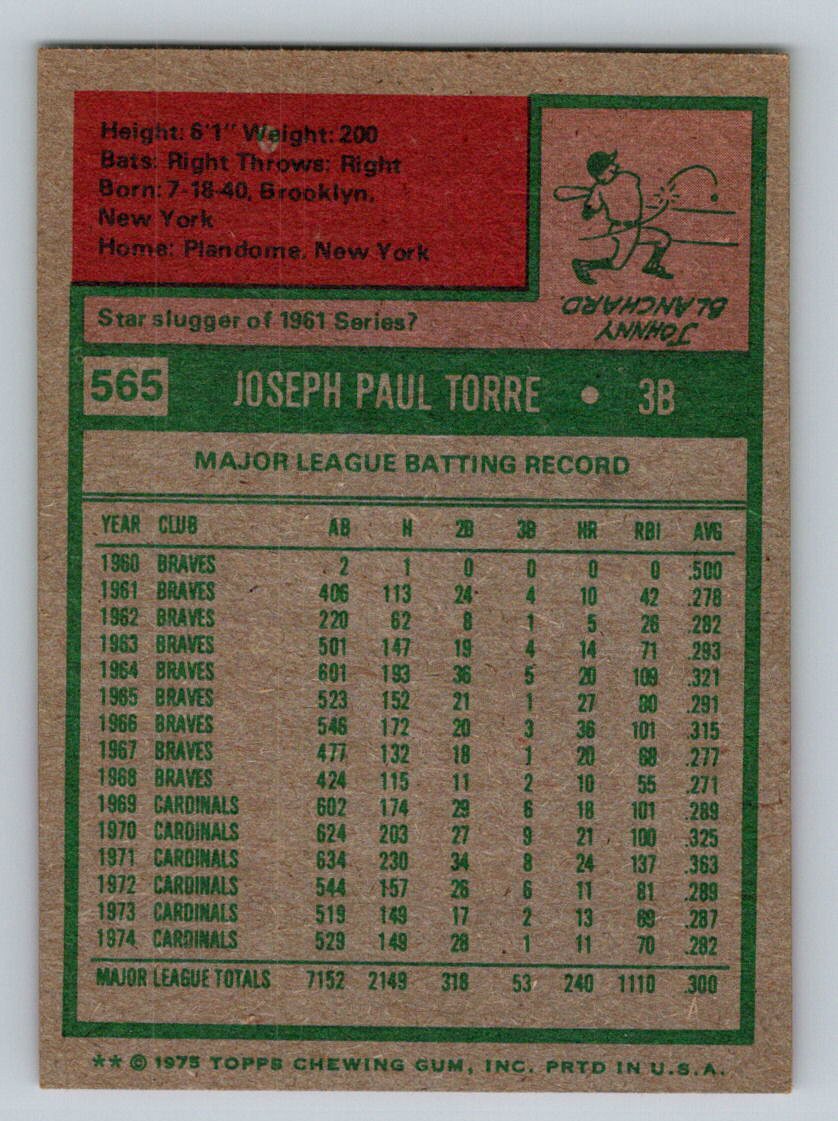 Height: 6'1" Weight: 200
Bats: Right Throws: Right
Born: 7-18-40, Brooklyn,
New York
Home: Plandome, New York
Star slugger of 1961 Series?
JOHNNY
BLANCHARD.
565 JOSEPH PAUL TORRE • 3B
MAJOR LEAGUE BATTING RECORD
YEAR CLUB AB H 2B 3B HR RBI AVG
1960 BRAVES 2 1 0 0 0 0 .500
1961 BRAVES 406 113 24 4 10 42 .278
1962 BRAVES 220 62 8 1 5 26 .282
1963 BRAVES 501 147 19 4 14 71 .293
1964 BRAVES 601 193 36 5 20 109 .321
1965 BRAVES 523 152 21 1 27 80 .291
1966 BRAVES 546 172 20 3 36 101 .315
1967 BRAVES 477 132 18 1 20 68 .277
1968 BRAVES 424 115 11 2 10 55 .271
1969 CARDINALS 602 174 29 6 18 101 .289
1970 CARDINALS 624 203 27 9 21 100 .325
1971 CARDINALS 634 230 34 8 24 137 .363
1972 CARDINALS 544 157 26 6 11 81 .289
1973 CARDINALS 519 149 17 2 13 69 .287
1974 CARDINALS 529 149 28 1 11 70 .282
MAJOR LEAGUE TOTALS 7152 2149 318 53 240 1110 .300
** © 1975 TOPPS CHEWING GUM, INC. PRTD IN U.S.A.